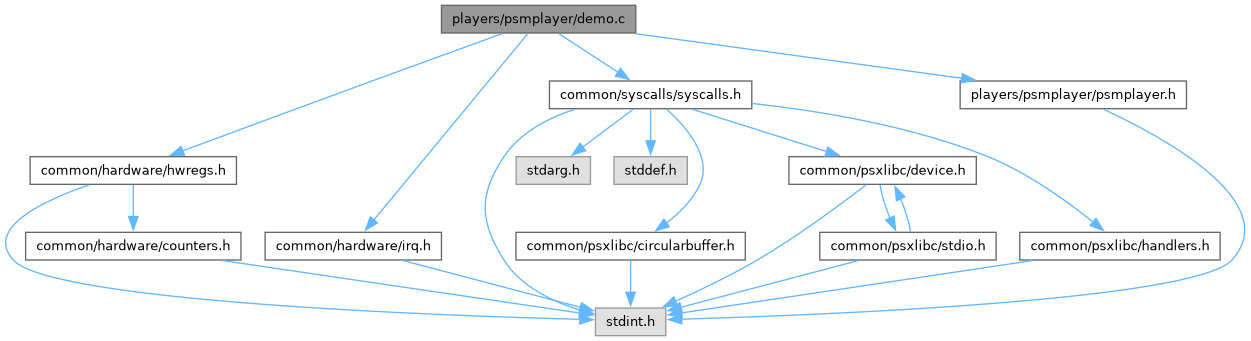 players/psmplayer/demo.c
common/syscalls/syscalls.h
players/psmplayer/psmplayer.h
common/hardware/hwregs.h
stdarg.h
stddef.h
common/psxlibc/device.h
common/hardware/counters.h
common/hardware/irq.h
common/psxlibc/circularbuffer.h
common/psxlibc/stdio.h
common/psxlibc/handlers.h
stdint.h